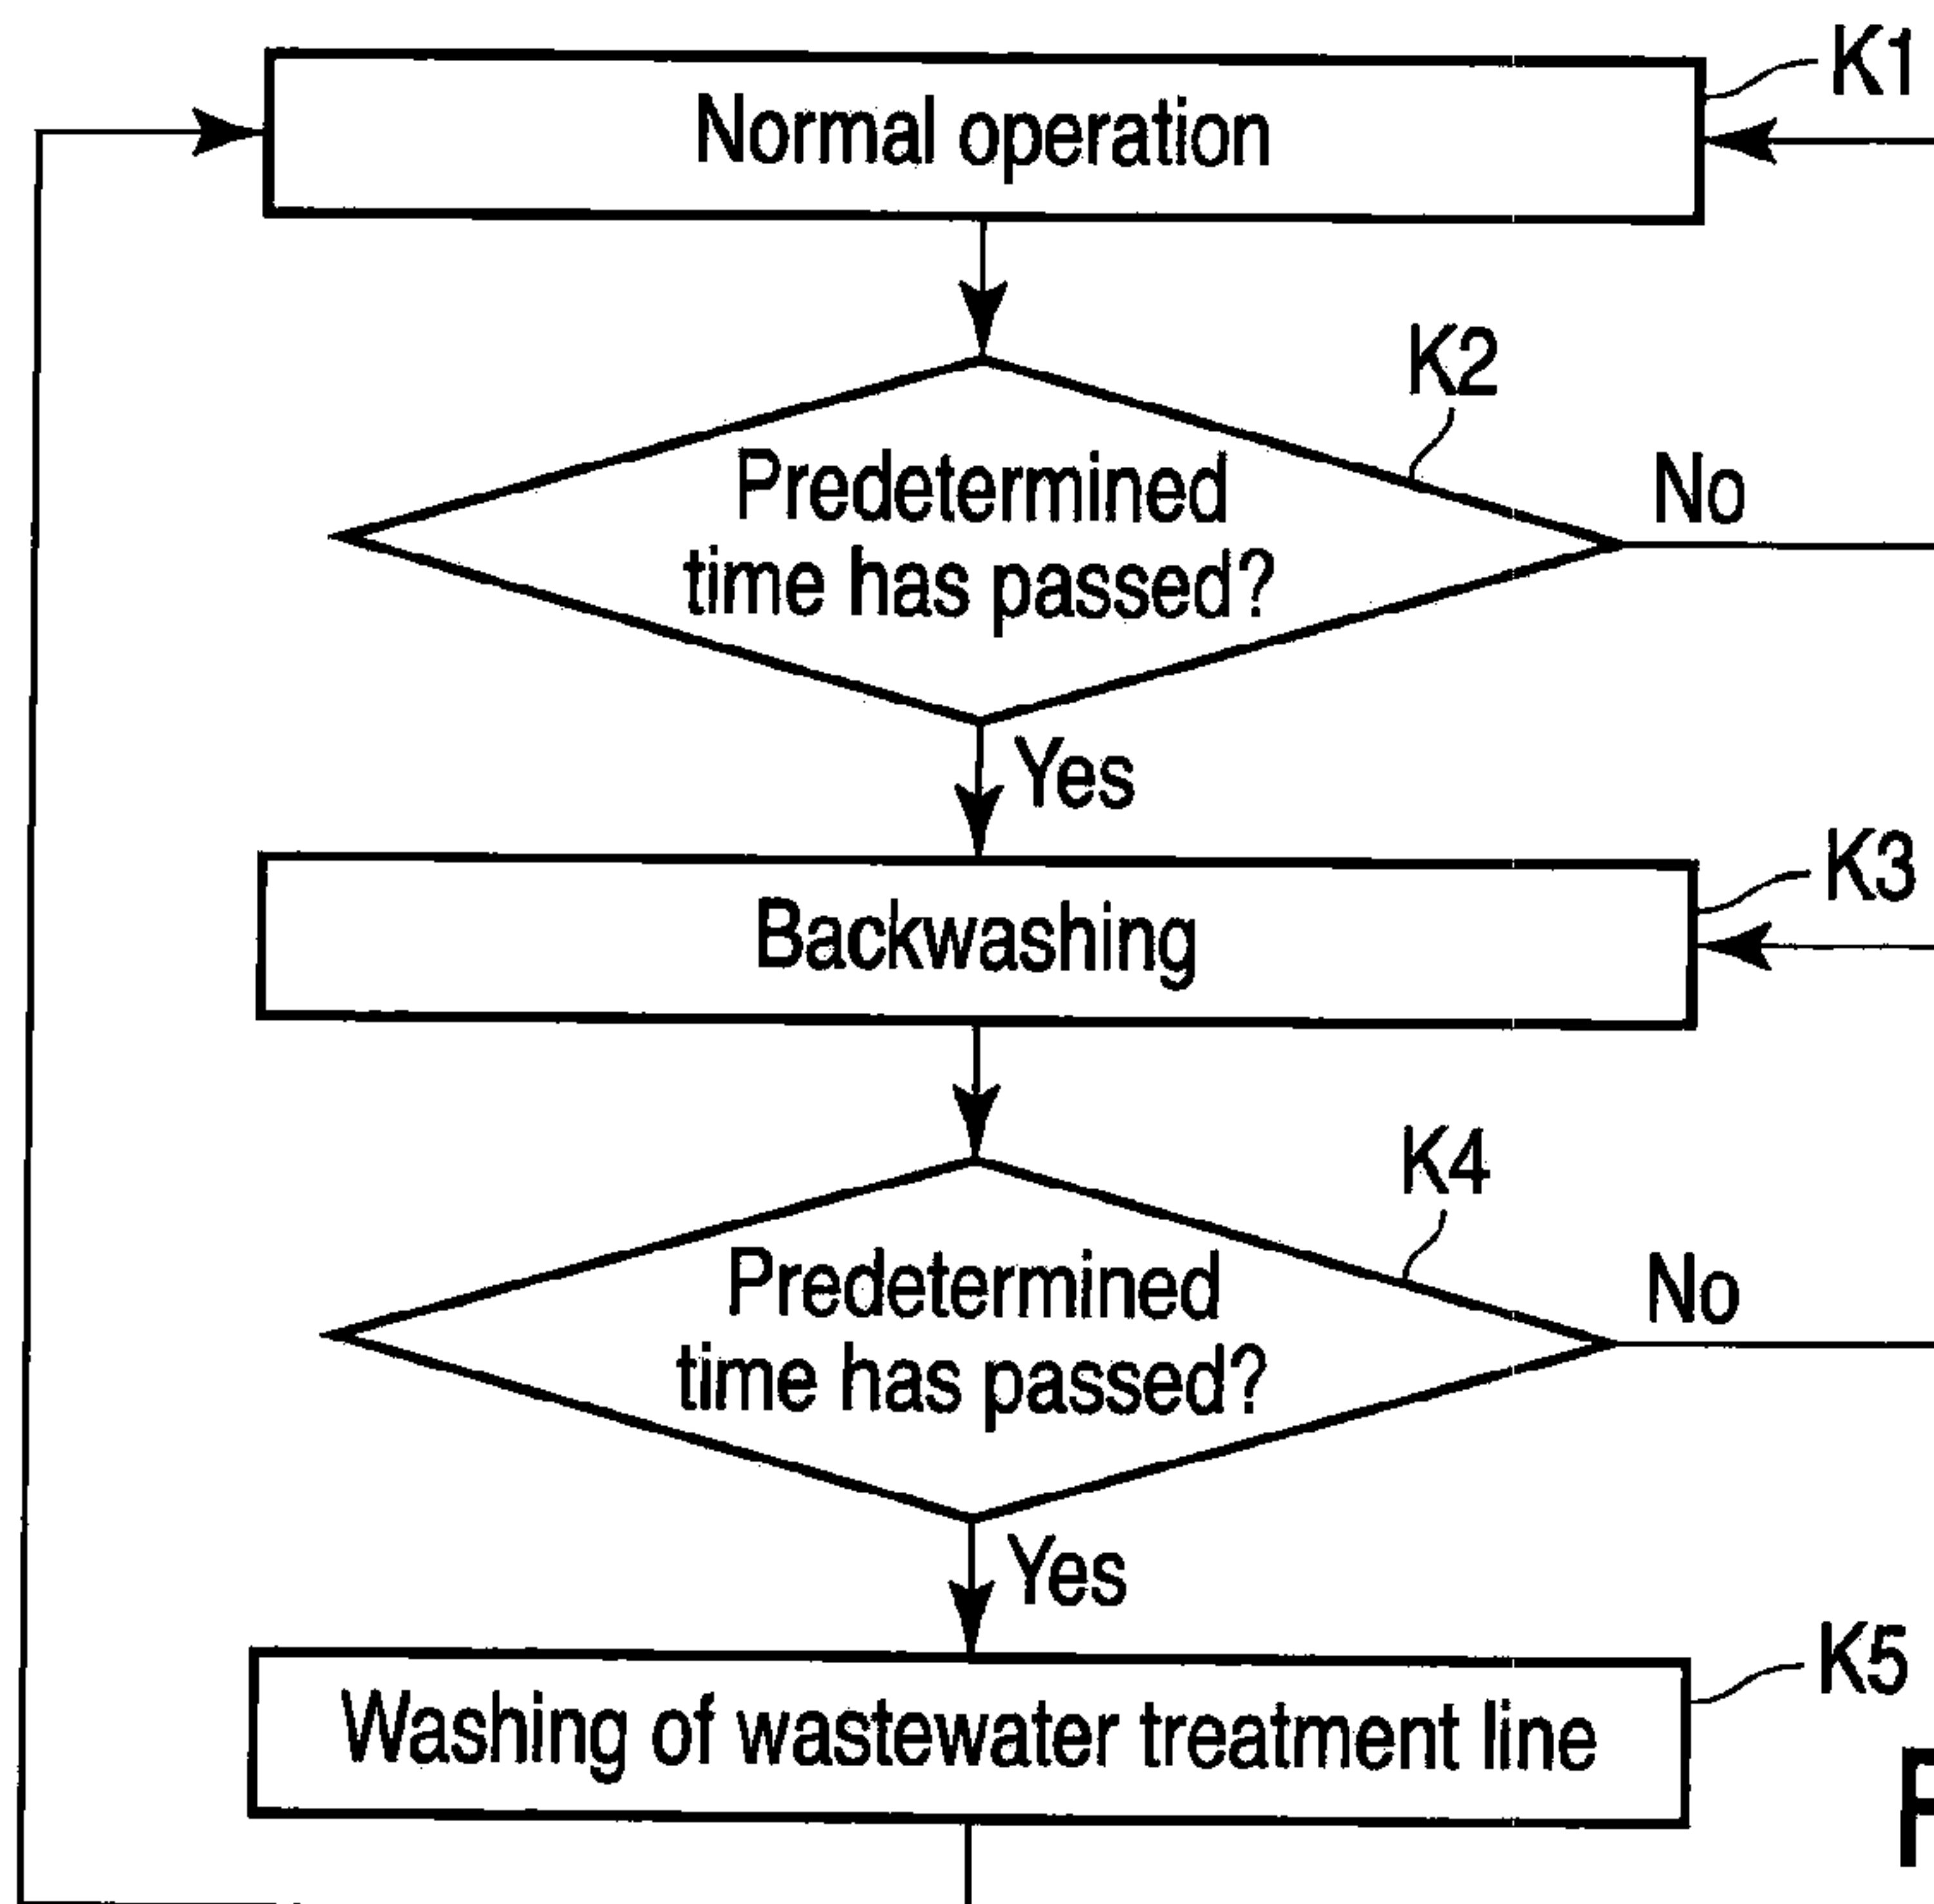 K1
Normal operation
K2
Predetermined
time has passed?
No
Yes
K3
Backwashing
K4
Predetermined
time has passed?
No
Yes
K5
Washing of wastewater treatment line